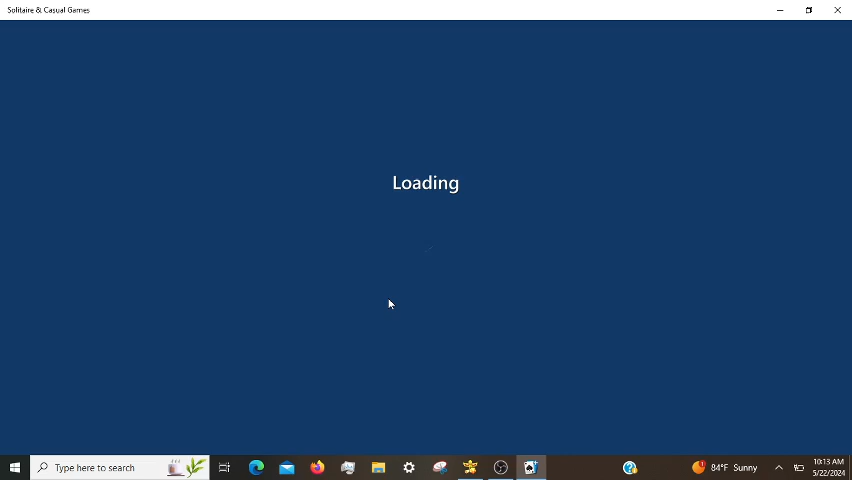 Solitaire & Casual Games
Loading
Type here to search
84°F Sunny
10:13 AM
5/22/2024